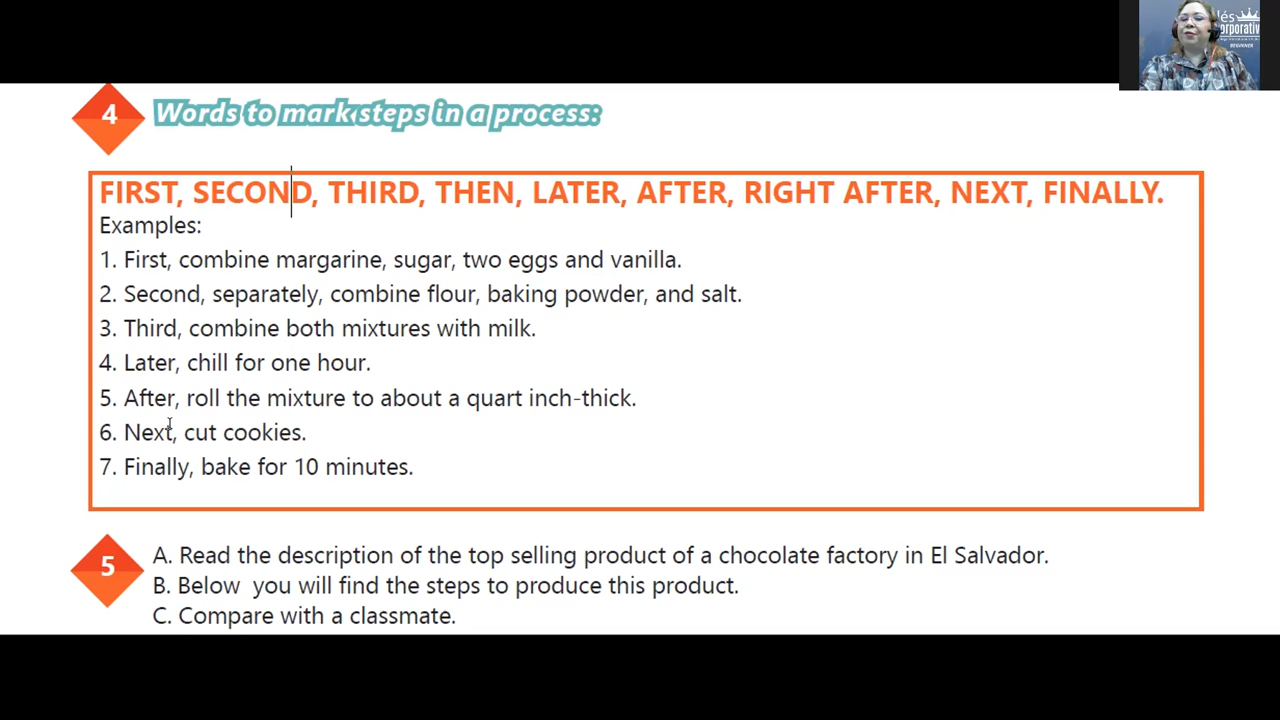 és
orporativ
BEGINNER
4
Words to mark steps in a process:
FIRST, SECOND, THIRD, THEN, LATER, AFTER, RIGHT AFTER, NEXT, FINALLY.
Examples:
1. First, combine margarine, sugar, two eggs and vanilla.
2. Second, separately, combine flour, baking powder, and salt.
3. Third, combine both mixtures with milk.
4. Later, chill for one hour.
5. After, roll the mixture to about a quart inch-thick.
6. Next, cut cookies.
7. Finally, bake for 10 minutes.
5
A. Read the description of the top selling product of a chocolate factory in El Salvador.
B. Below you will find the steps to produce this product.
C. Compare with a classmate.